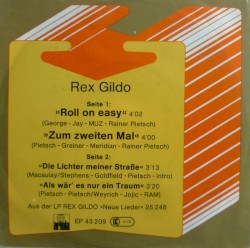 Rex Gildo
Seite 1:
»Roll on easy« 4'02
(George - Jay - MUZ - Rainer Pietsch)
»Zum zweiten Mal« 4'00
(Pietsch - Greiner - Meridian - Rainer Pietsch)
Seite 2:
»Die Lichter meiner Straße« 3'13
(Macaulay/Stephens - Goldfield - Pietsch - Intro)
»Als wär' es nur ein Traum« 3'20
(Pietsch - Pietsch/Weyrich - Jojic - RAM)
Aus der LP REX GILDO »Neue Lieder« 25 248
EP 43 209